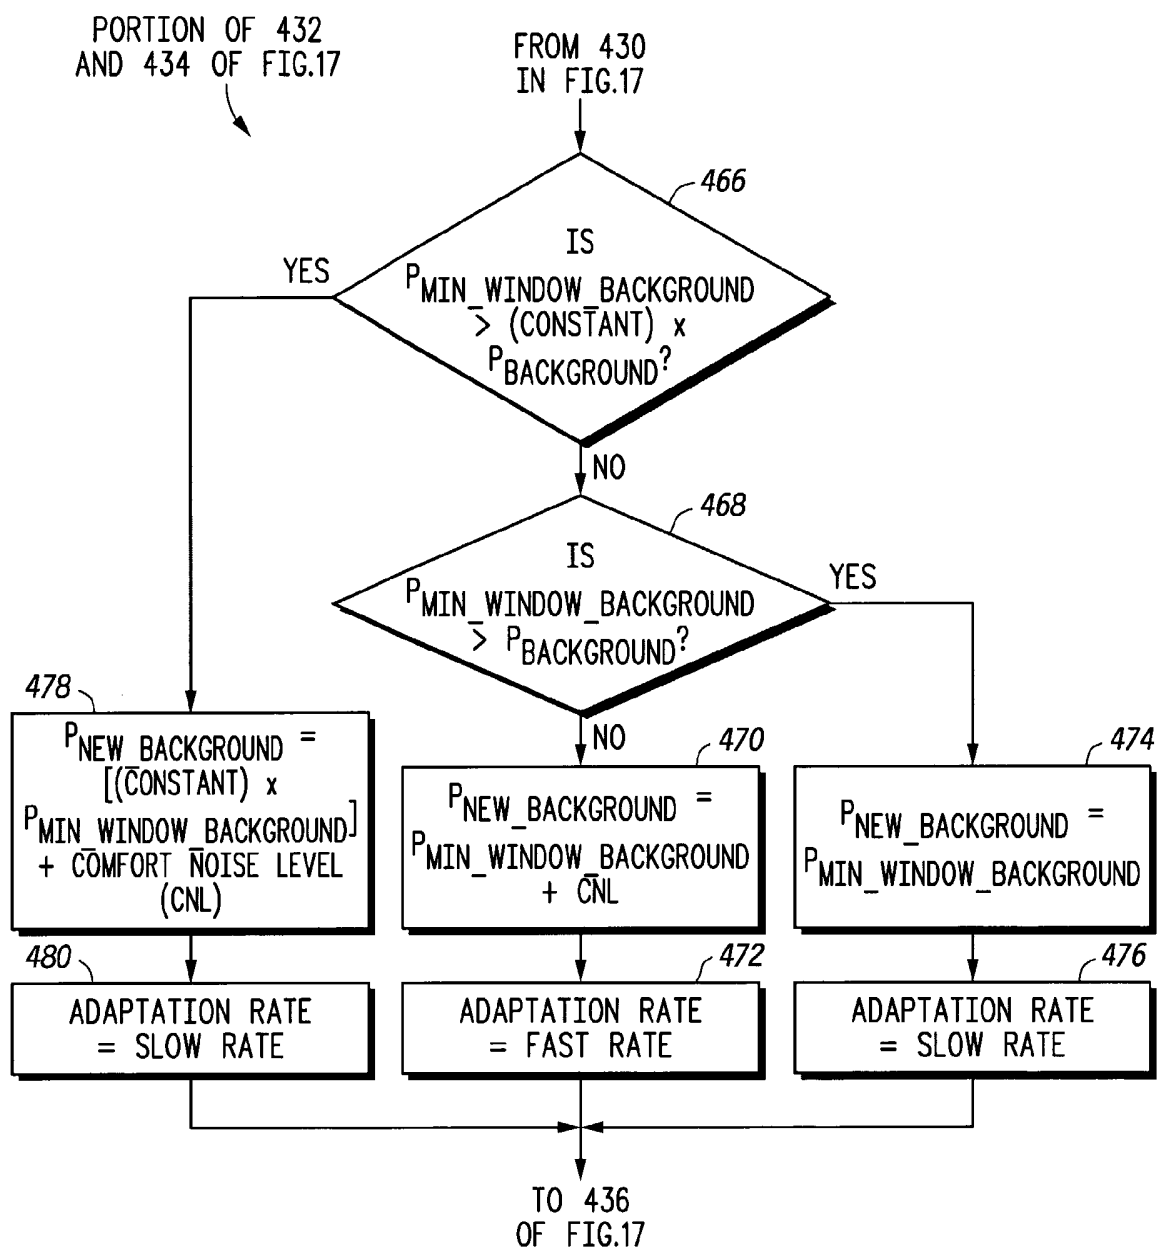 PORTION OF 432
AND 434 OF FIG.17
FROM 430
IN FIG.17
466
IS
PMIN_WINDOW_BACKGROUND
> (CONSTANT) x
PBACKGROUND?
YES
NO
468
IS
PMIN_WINDOW_BACKGROUND
> PBACKGROUND?
YES
NO
478
PNEW_BACKGROUND =
[(CONSTANT) x
PMIN_WINDOW_BACKGROUND]
+ COMFORT NOISE LEVEL
(CNL)
470
PNEW_BACKGROUND =
PMIN_WINDOW_BACKGROUND
+ CNL
474
PNEW_BACKGROUND =
PMIN_WINDOW_BACKGROUND
480
ADAPTATION RATE
= SLOW RATE
472
ADAPTATION RATE
= FAST RATE
476
ADAPTATION RATE
= SLOW RATE
TO 436
OF FIG.17